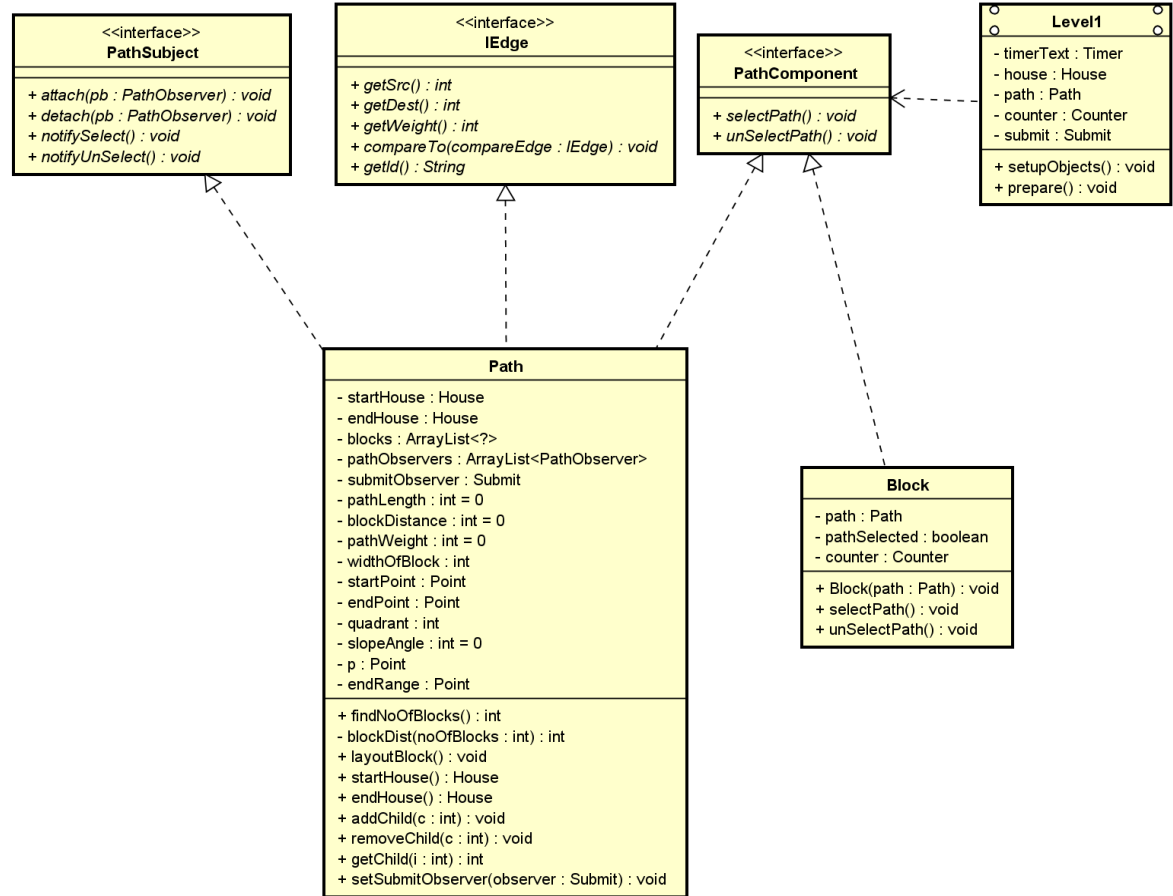 <<interface>>
PathSubject
+ attach(pb : PathObserver) : void
+ detach(pb : PathObserver) : void
+ notifySelect() : void
+ notifyUnSelect() : void
<<interface>>
IEdge
+ getSrc() : int
+ getDest() : int
+ getWeight() : int
+ compareTo(compareEdge : IEdge) : void
+ getId() : String
<<interface>>
PathComponent
+ selectPath() : void
+ unSelectPath() : void
Level1
- timerText : Timer
- house : House
- path : Path
- counter : Counter
- submit : Submit
+ setupObjects() : void
+ prepare() : void
Path
- startHouse : House
- endHouse : House
- blocks : ArrayList<?>
- pathObservers : ArrayList<PathObserver>
- submitObserver : Submit
- pathLength : int = 0
- blockDistance : int = 0
- pathWeight : int = 0
- widthOfBlock : int
- startPoint : Point
- endPoint : Point
- quadrant : int
- slopeAngle : int = 0
- p : Point
- endRange : Point
+ findNoOfBlocks() : int
- blockDist(noOfBlocks : int) : int
+ layoutBlock() : void
+ startHouse() : House
+ endHouse() : House
+ addChild(c : int) : void
+ removeChild(c : int) : void
+ getChild(i : int) : int
+ setSubmitObserver(observer : Submit) : void
Block
- path : Path
- pathSelected : boolean
- counter : Counter
+ Block(path : Path) : void
+ selectPath() : void
+ unSelectPath() : void